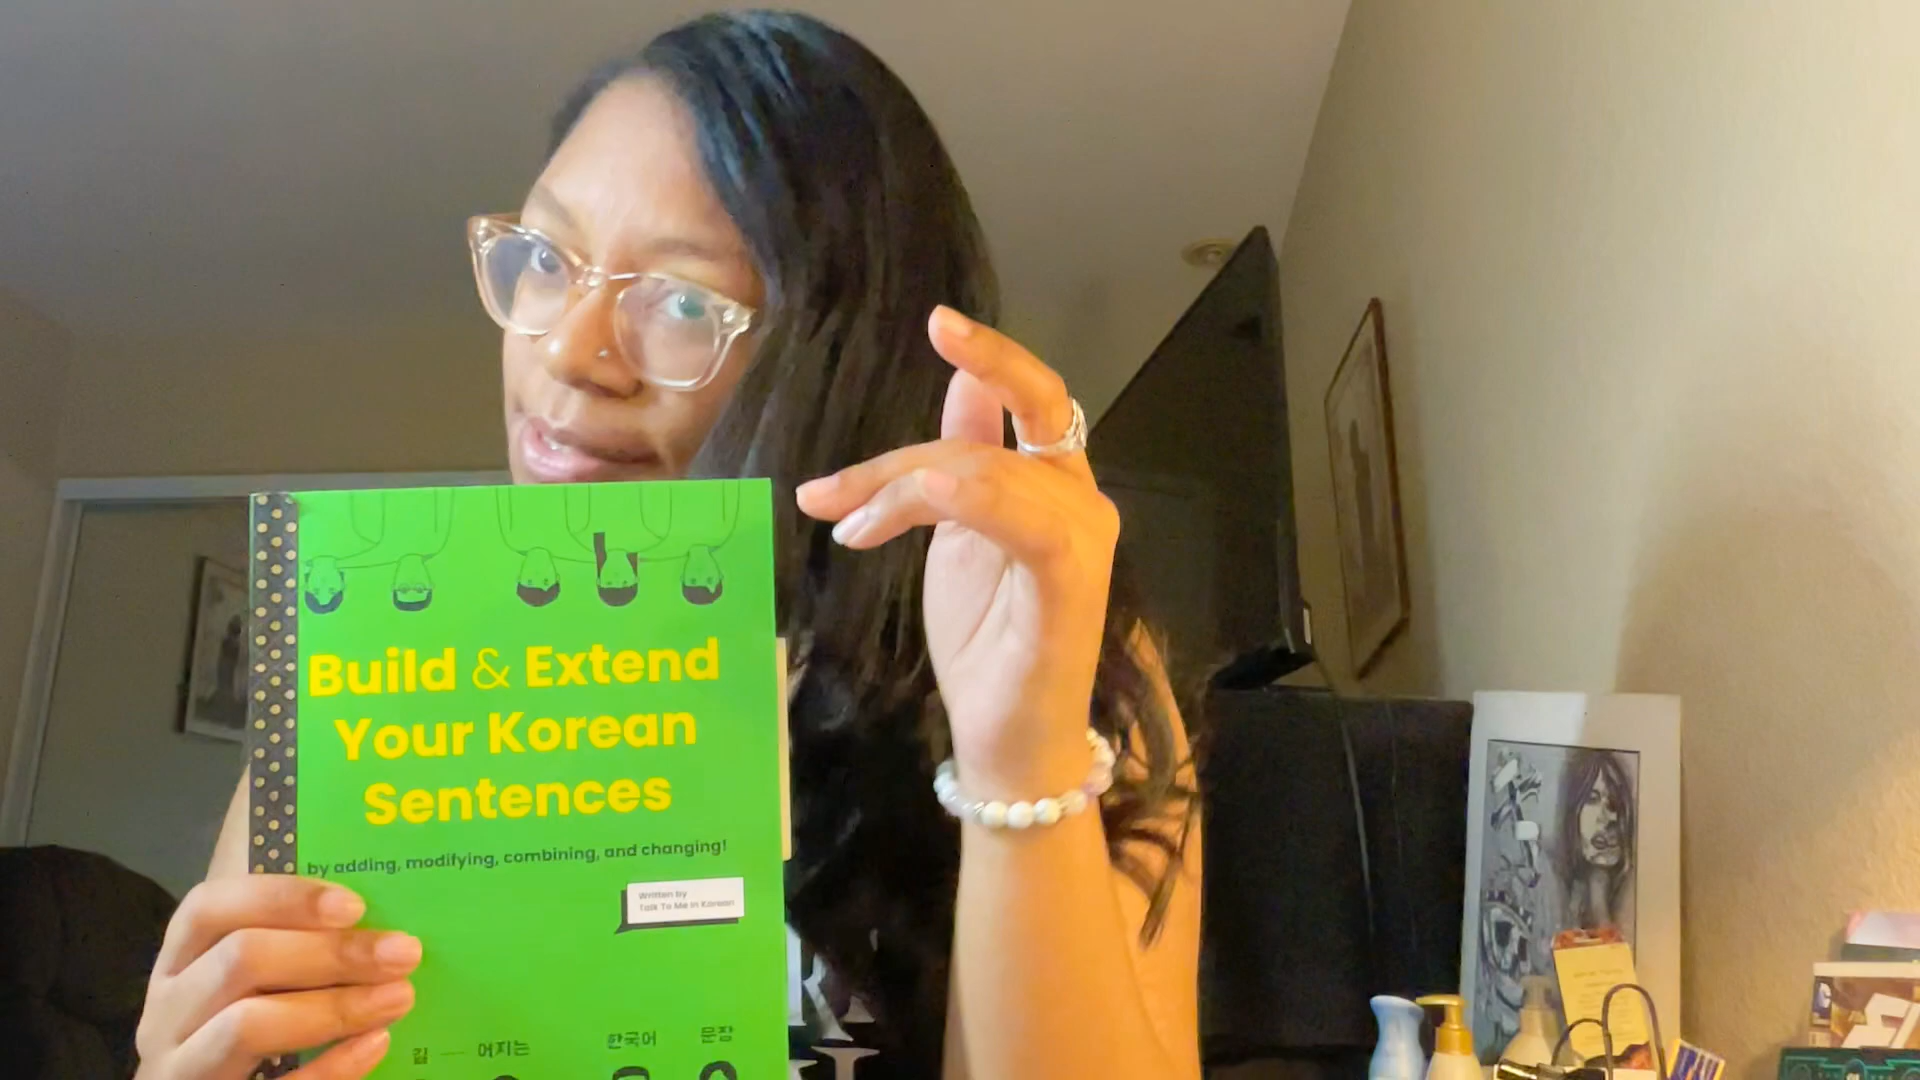 Build & Extend
Your Korean
Sentences
by adding, modifying, combining, and changing!
Written by
Talk To Me In Korean
길 — 어지는 한국어 문장